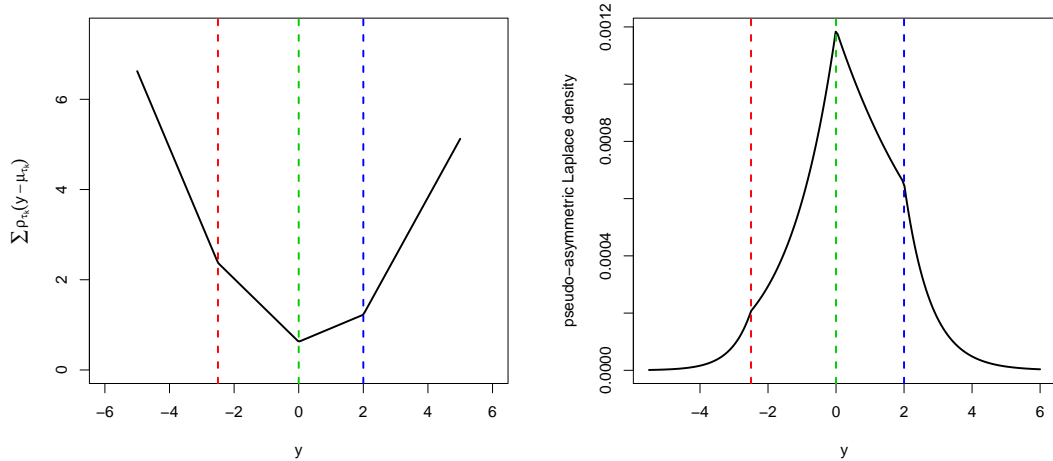 ∑ρτₖ(y − μτₖ)
6
4
2
0
−6 −4 −2 0 2 4 6
y
pseudo−asymmetric Laplace density
0.0012
0.0008
0.0004
0.0000
−4 −2 0 2 4 6
y